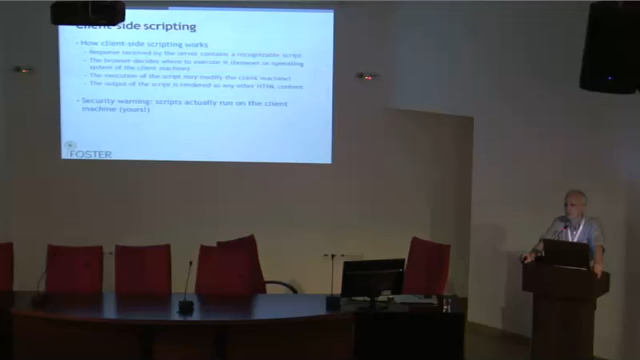 Client-side scripting
- How client-side scripting works
- Response received by the server contains a recognizable script
- The browser decides where to execute it (browser or operating
system of the client machine)
- The execution of the script may modify the client machine!
- The output of the script is rendered as any other HTML content
- Security warning: scripts actually run on the client
machine (yours!)
FOSTER